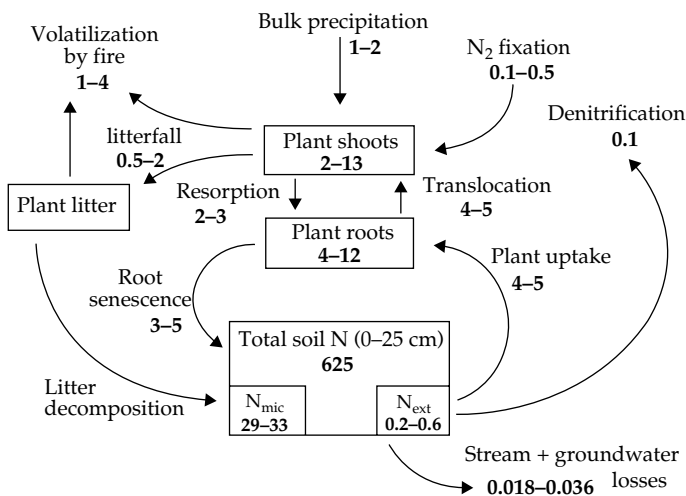 Bulk precipitation
1–2
Volatilization
by fire
1–4
N₂ fixation
0.1–0.5
Denitrification
0.1
litterfall
0.5–2
Plant shoots
2–13
Plant litter
Resorption
2–3
Translocation
4–5
Plant roots
4–12
Plant uptake
4–5
Root
senescence
3–5
Total soil N (0–25 cm)
625
Litter
decomposition
Nmic
29–33
Next
0.2–0.6
Stream + groundwater
losses
0.018–0.036